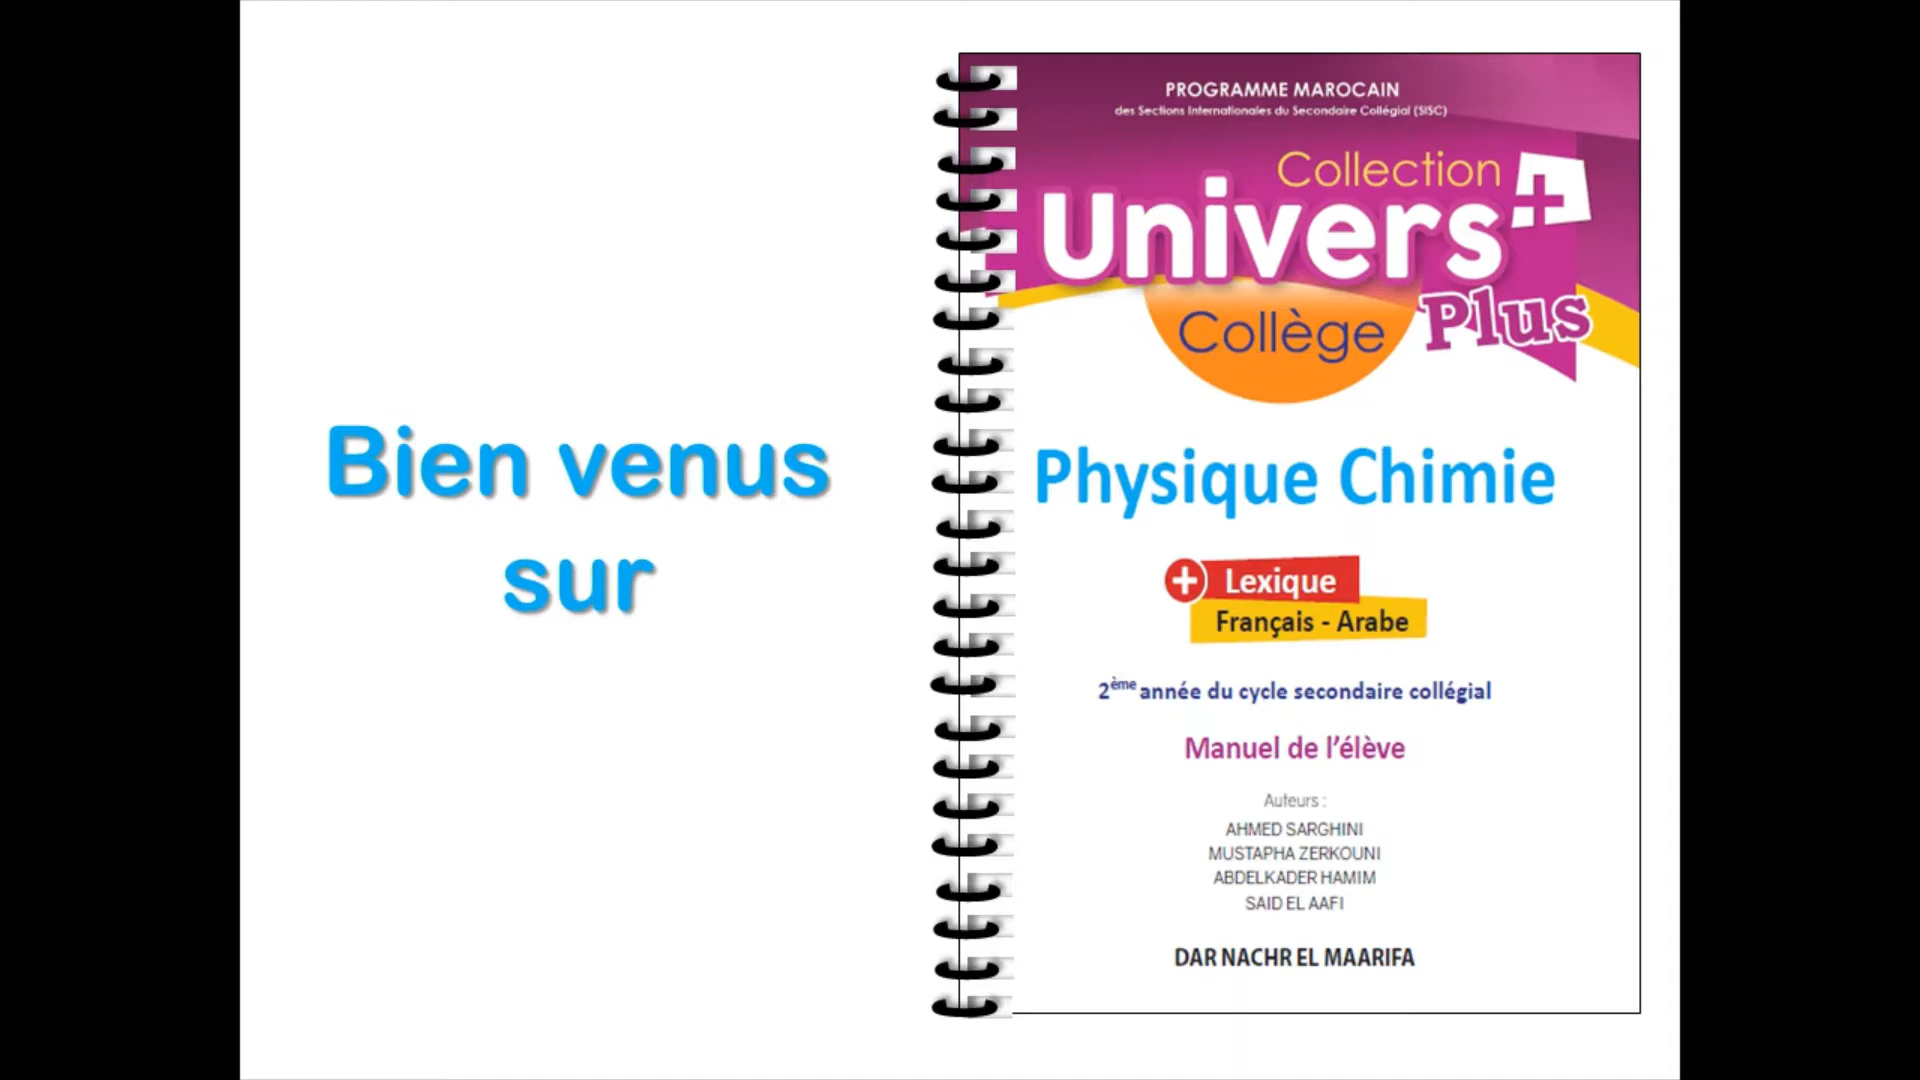 Bien venus
sur
PROGRAMME MAROCAIN
des Sections Internationales du Secondaire Collégial (SISC)
Collection
Univers+
Plus
Collège
Physique Chimie
+ Lexique
Français - Arabe
2ème année du cycle secondaire collégial
Manuel de l'élève
Auteurs :
AHMED SARGHINI
MUSTAPHA ZERKOUNI
ABDELKADER HAMIM
SAID EL AAFI
DAR NACHR EL MAARIFA